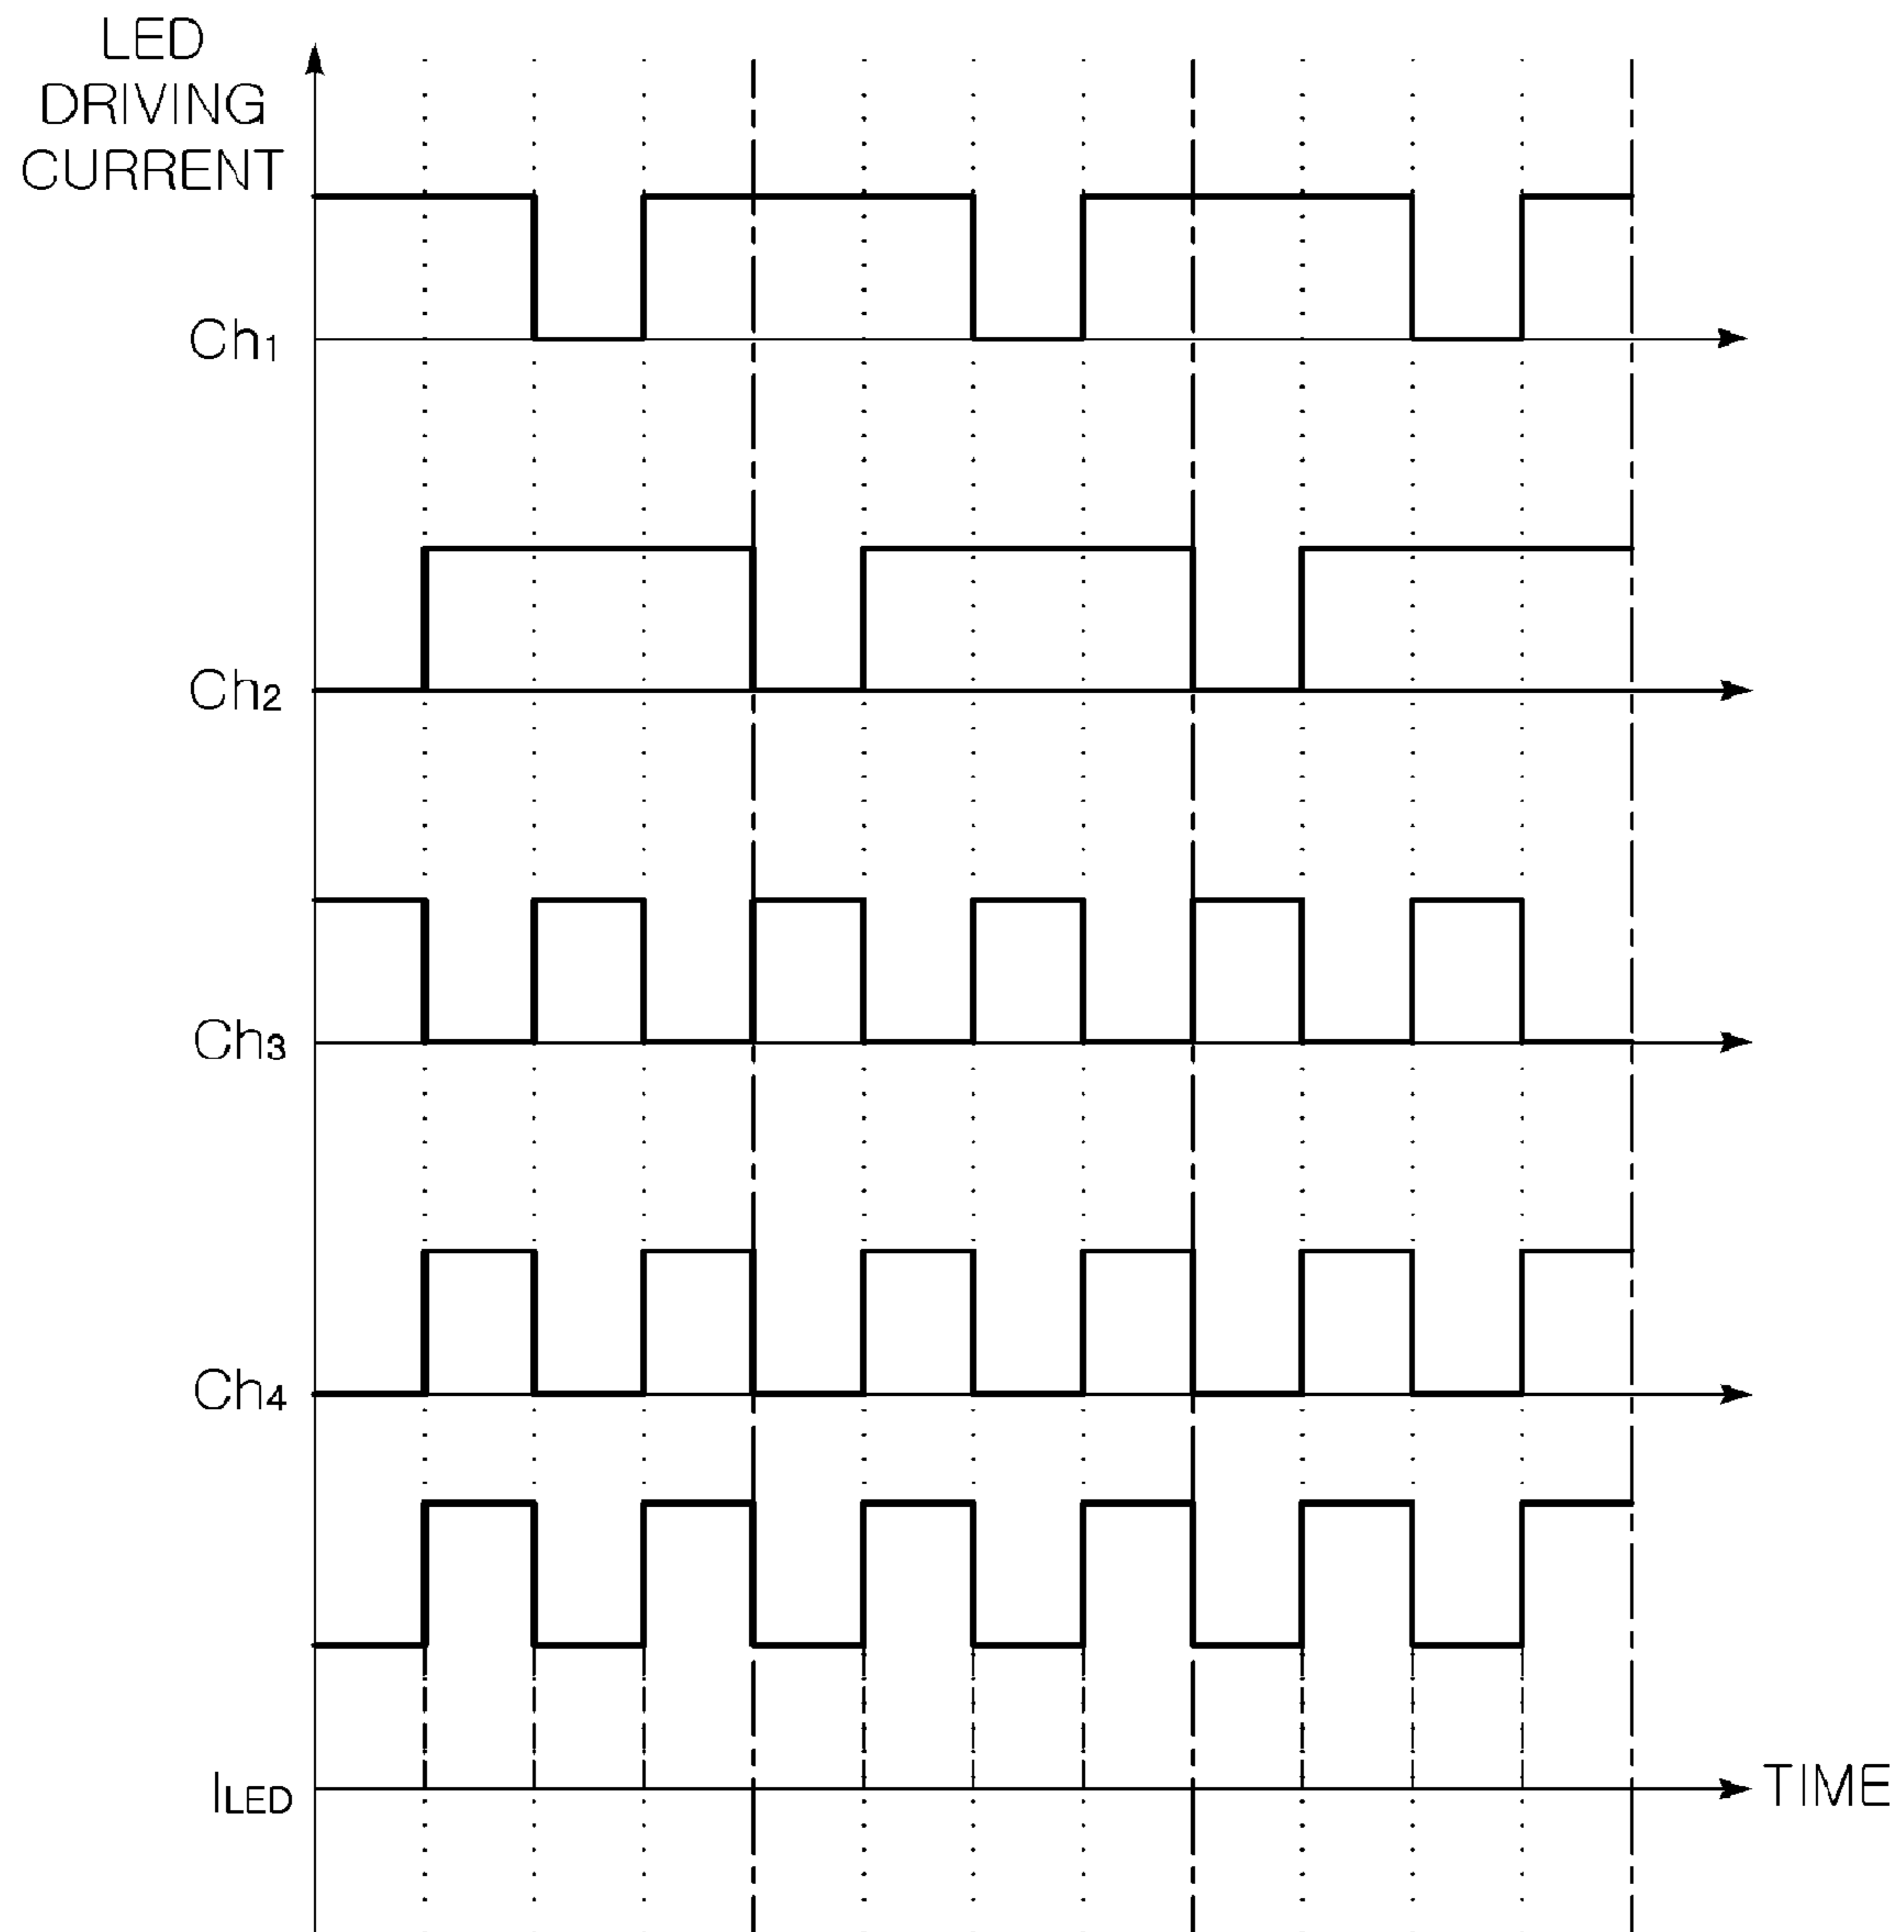 LED
DRIVING
CURRENT
Ch1
Ch2
Ch3
Ch4
ILED
TIME